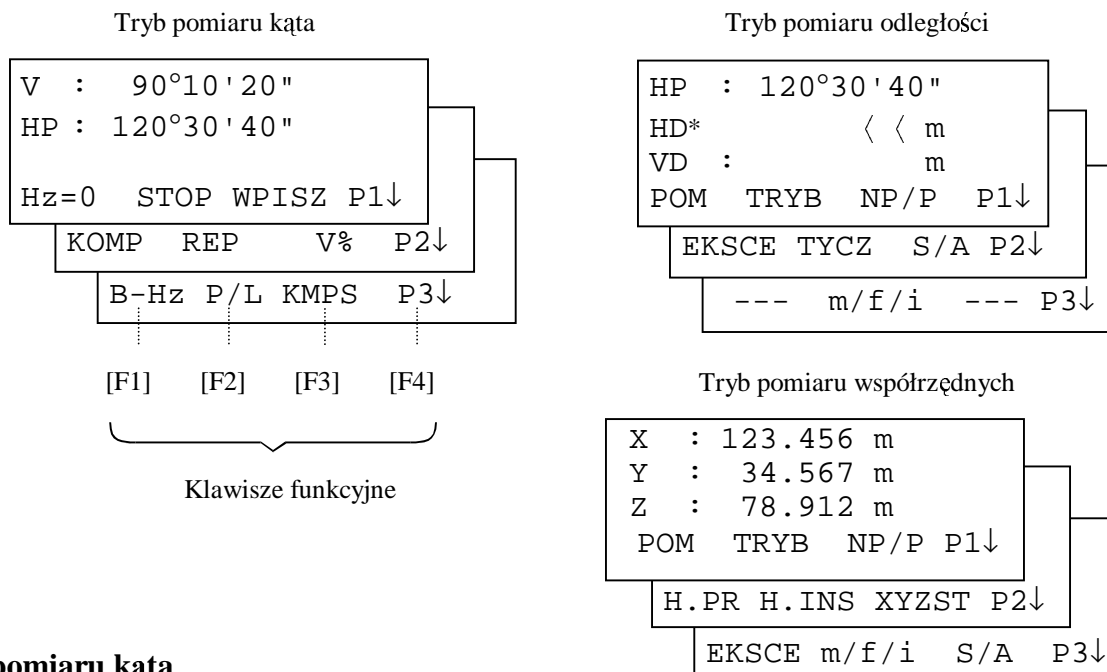 Tryb pomiaru kąta
V : 90°10'20"
HP : 120°30'40"
Hz=0 STOP WPISZ P1↓
KOMP REP V% P2↓
B-Hz P/L KMPS P3↓
[F1] [F2] [F3] [F4]
Klawisze funkcyjne
Tryb pomiaru odległości
HP : 120°30'40"
HD* 〈 〈 m
VD : m
POM TRYB NP/P P1↓
EKSCE TYCZ S/A P2↓
--- m/f/i --- P3↓
Tryb pomiaru współrzędnych
X : 123.456 m
Y : 34.567 m
Z : 78.912 m
POM TRYB NP/P P1↓
H.PR H.INS XYZST P2↓
EKSCE m/f/i S/A P3↓
pomiaru kąta